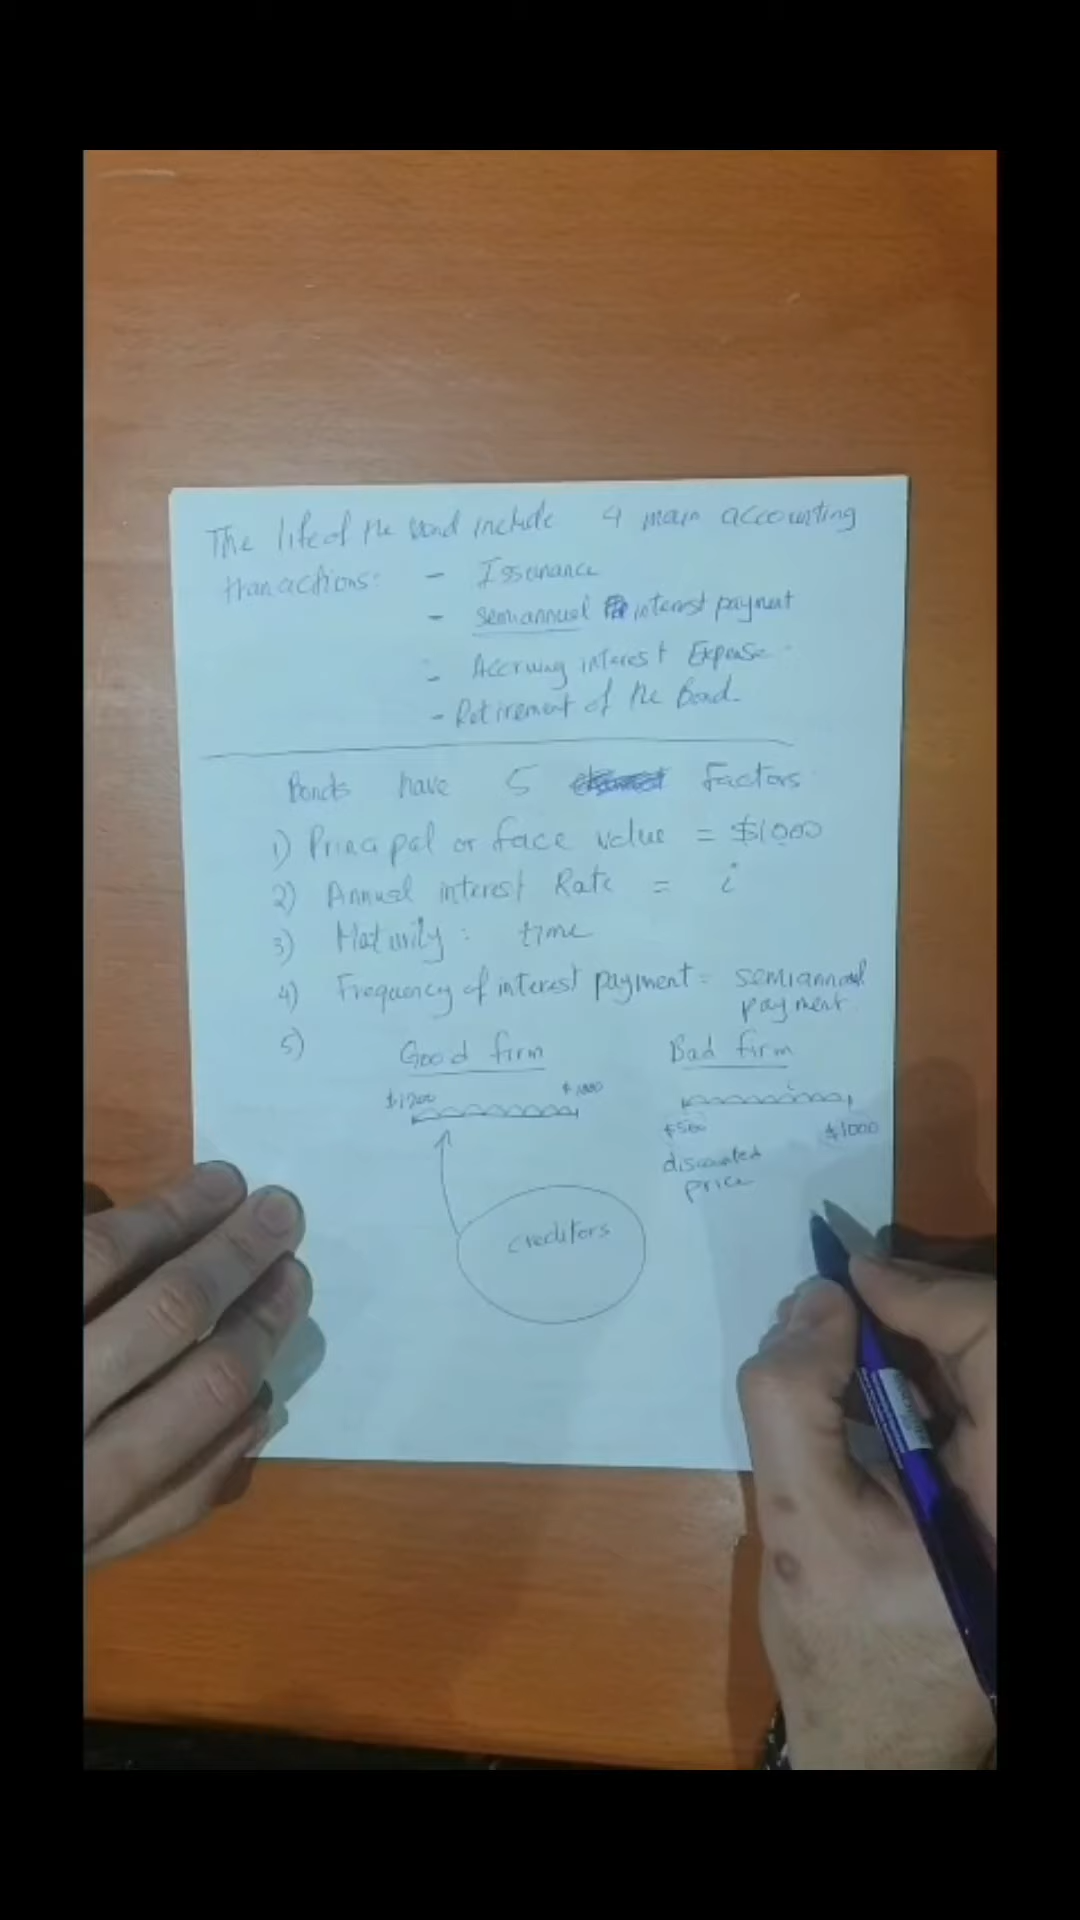 The life of the bond include 4 main accounting
tranactions: - Issuanance
- semiannual interest payment
- Accruing interest Expense
- Retirement of the Bond.
Bonds have 5 factors
1) Principal or face value = $1000
2) Annual interest Rate = i
3) Maturity: time
4) Frequency of interest payment = semiannual
payment.
5) Good firm Bad firm
$1200 $1000
$500 $1000
discounted
price
creditors